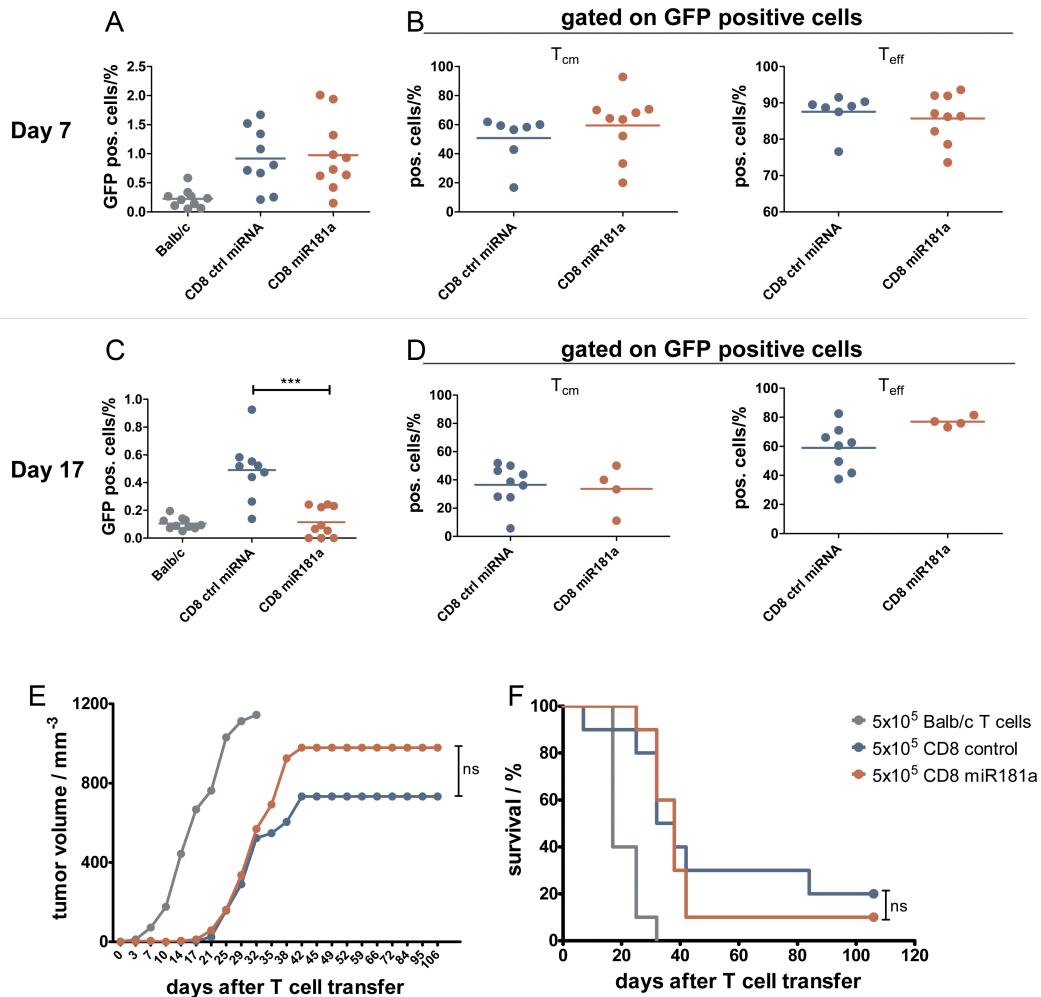 A
B
gated on GFP positive cells
Day 7
GFP pos. cells/%
2.5
2.0
1.5
1.0
0.5
0.0
Balb/c
CD8 ctrl miRNA
CD8 miR181a
Tcm
pos. cells/%
100
80
60
40
20
0
CD8 ctrl miRNA
CD8 miR181a
Teff
pos. cells/%
100
90
80
70
60
CD8 ctrl miRNA
CD8 miR181a
C
D
gated on GFP positive cells
Day 17
GFP pos. cells/%
1.0
0.8
0.6
0.4
0.2
0.0
***
Balb/c
CD8 ctrl miRNA
CD8 miR181a
Tcm
pos. cells/%
100
80
60
40
20
0
CD8 ctrl miRNA
CD8 miR181a
Teff
pos. cells/%
100
80
60
40
20
0
CD8 ctrl miRNA
CD8 miR181a
E
tumor volume / mm-3
1200
800
400
0
ns
0 3 7 10 14 17 21 25 29 32 35 38 42 45 49 52 59 66 72 84 95 106
days after T cell transfer
F
survival / %
100
80
60
40
20
0
ns
0 20 40 60 80 100 120
days after T cell transfer
5x105 Balb/c T cells
5x105 CD8 control
5x105 CD8 miR181a